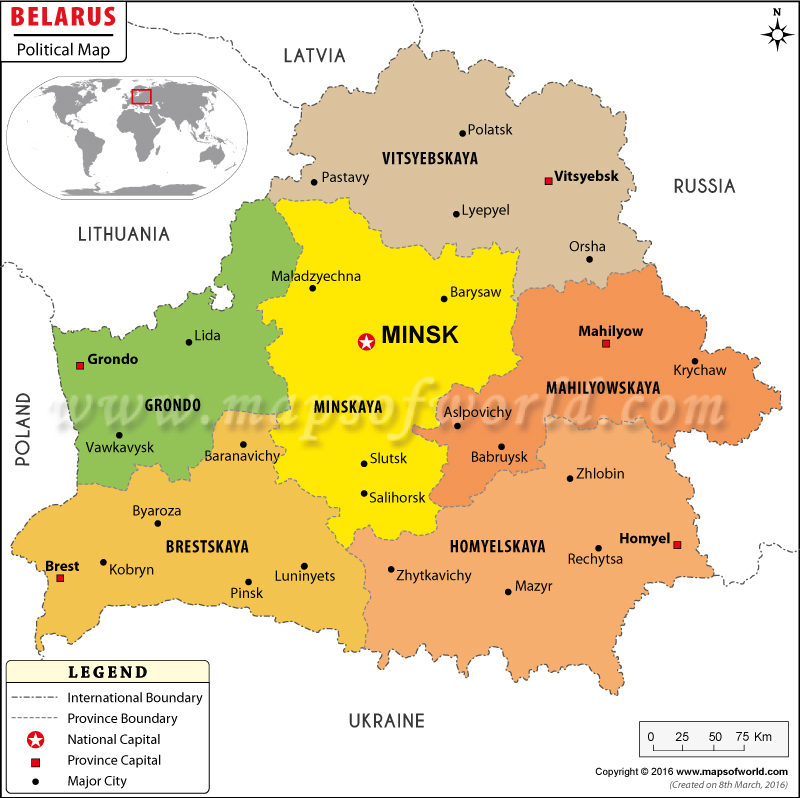 BELARUS
Political Map
N
LATVIA
Polatsk
VITSYEBSKAYA
Pastavy
Vitsyebsk
RUSSIA
Lyepyel
LITHUANIA
Orsha
Maladzyechna
Barysaw
Lida
MINSK
Mahilyow
Grondo
Krychaw
MAHILYOWSKAYA
GRONDO
MINSKAYA
Aslpovichy
www.mapsofworld.com
POLAND
Vawkavysk
Baranavichy
Slutsk
Babruysk
Zhlobin
Salihorsk
Byaroza
BRESTSKAYA
HOMYELSKAYA
Homyel
Rechytsa
Brest
Kobryn
Luninyets
Zhytkavichy
Pinsk
Mazyr
LEGEND
International Boundary
Province Boundary
National Capital
Province Capital
Major City
UKRAINE
0 25 50 75 Km
Copyright © 2016 www.mapsofworld.com
(Created on 8th March, 2016)